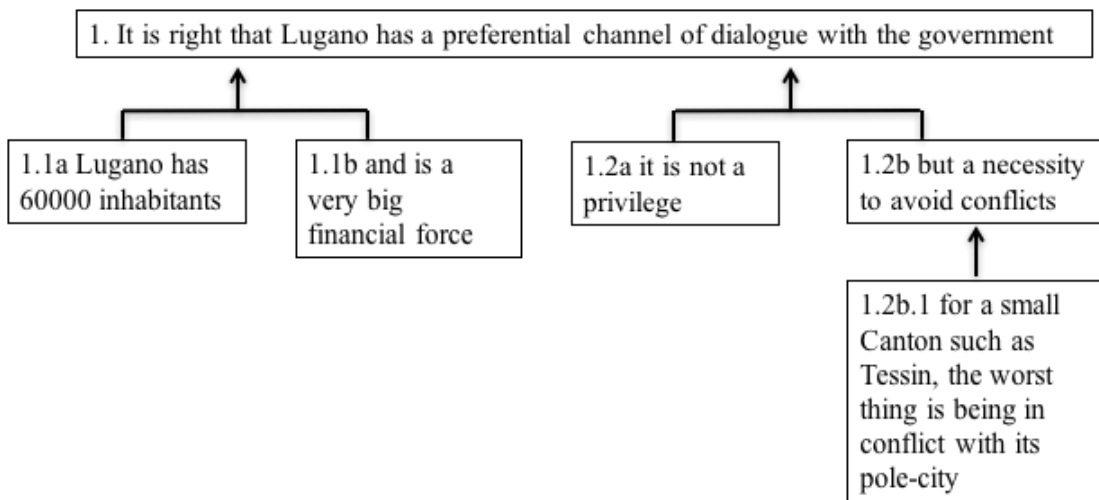 1. It is right that Lugano has a preferential channel of dialogue with the government
1.1a Lugano has
60000 inhabitants
1.1b and is a
very big
financial force
1.2a it is not a
privilege
1.2b but a necessity
to avoid conflicts
1.2b.1 for a small
Canton such as
Tessin, the worst
thing is being in
conflict with its
pole-city